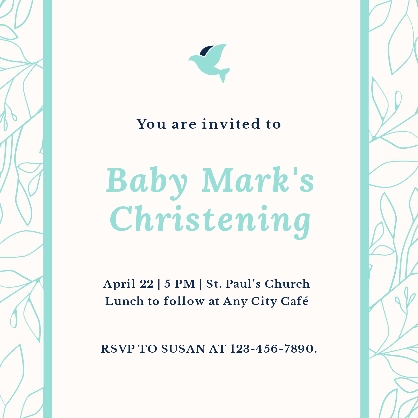 You are invited to
Baby Mark's
Christening
April 22 | 5 PM | St. Paul's Church
Lunch to follow at Any City Café
RSVP TO SUSAN AT 123-456-7890.